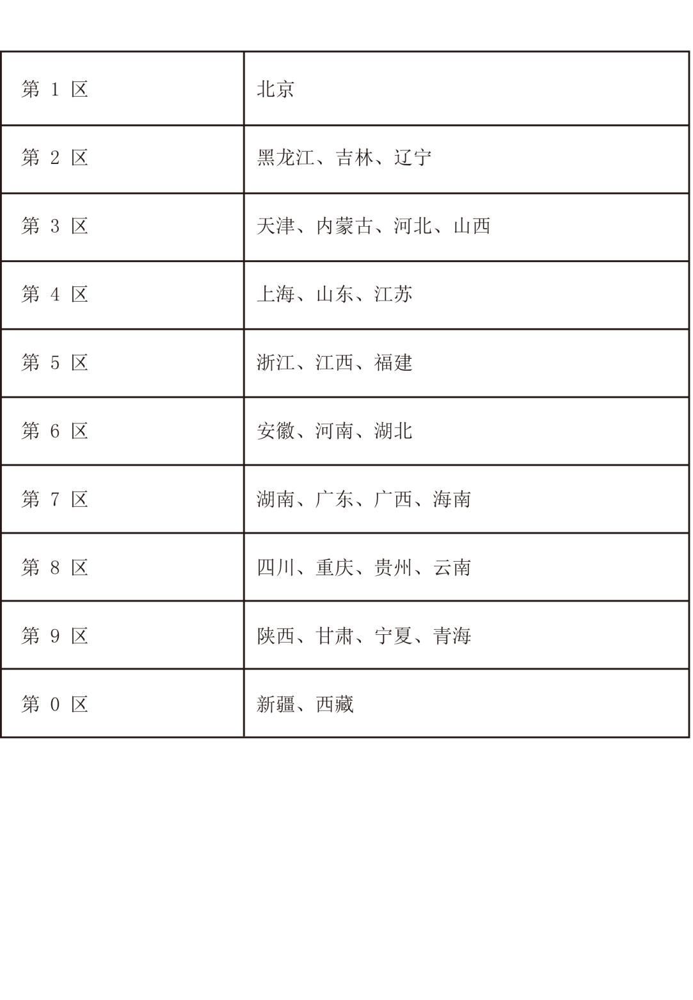 第 1 区 北京
第 2 区 黑龙江、吉林、辽宁
第 3 区 天津、内蒙古、河北、山西
第 4 区 上海、山东、江苏
第 5 区 浙江、江西、福建
第 6 区 安徽、河南、湖北
第 7 区 湖南、广东、广西、海南
第 8 区 四川、重庆、贵州、云南
第 9 区 陕西、甘肃、宁夏、青海
第 0 区 新疆、西藏